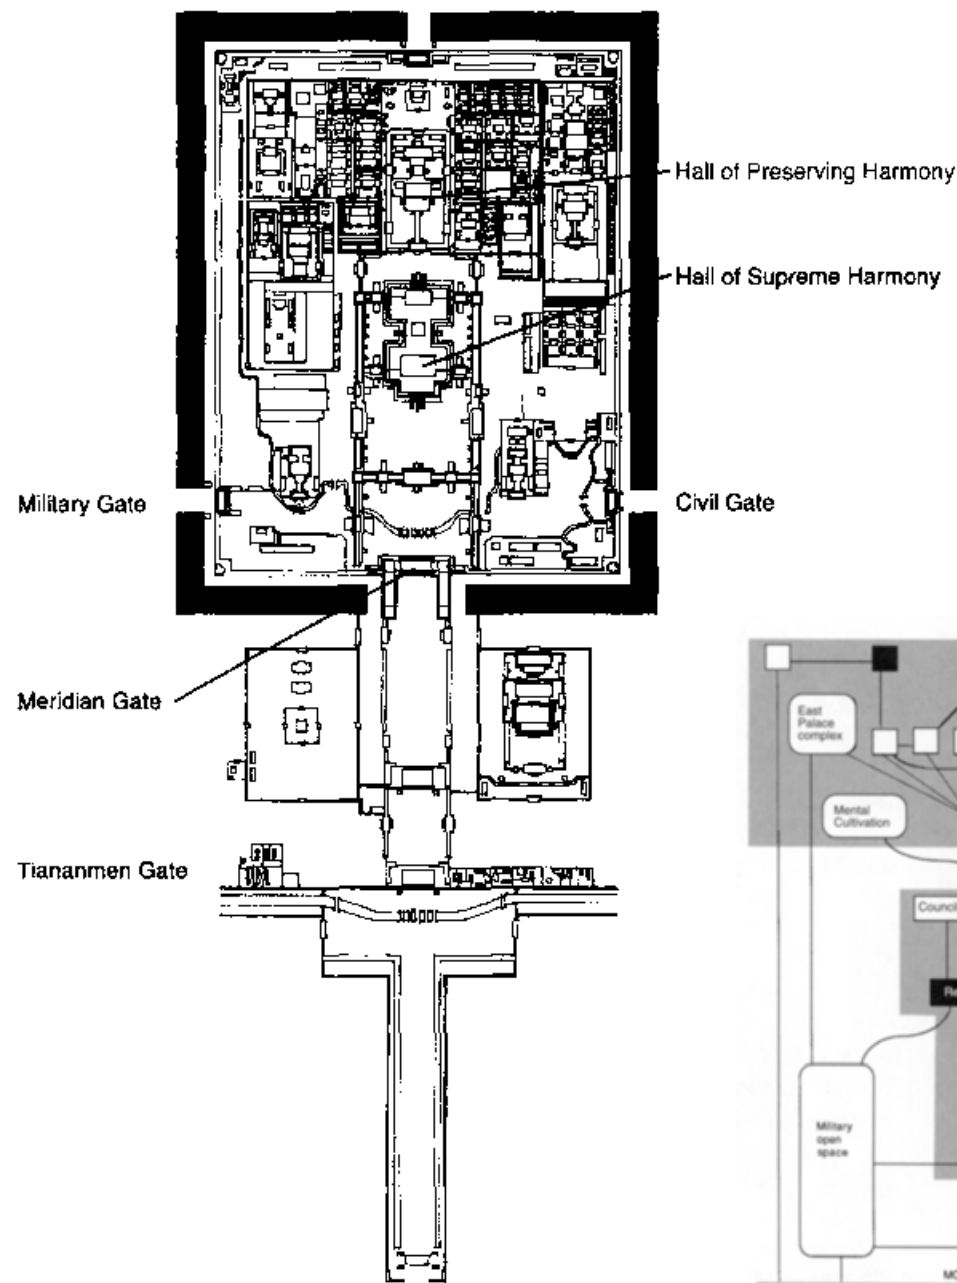 Hall of Preserving Harmony
Hall of Supreme Harmony
Military Gate
Civil Gate
Meridian Gate
Tiananmen Gate
East
Palace
complex
Mental
Cultivation
Military
open
space